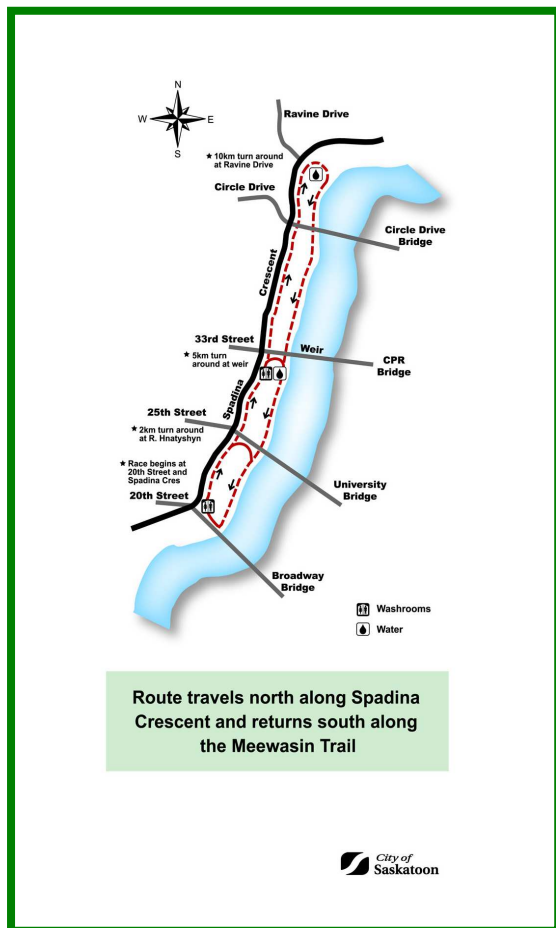 N
W
E
S
Ravine Drive
★ 10km turn around
at Ravine Drive
Circle Drive
Circle Drive
Bridge
Crescent
33rd Street
Weir
★ 5km turn
around at weir
CPR
Bridge
Spadina
25th Street
★ 2km turn around
at R. Hnatyshyn
★ Race begins at
20th Street and
Spadina Cres
University
Bridge
20th Street
Broadway
Bridge
Washrooms
Water
Route travels north along Spadina
Crescent and returns south along
the Meewasin Trail
City of
Saskatoon